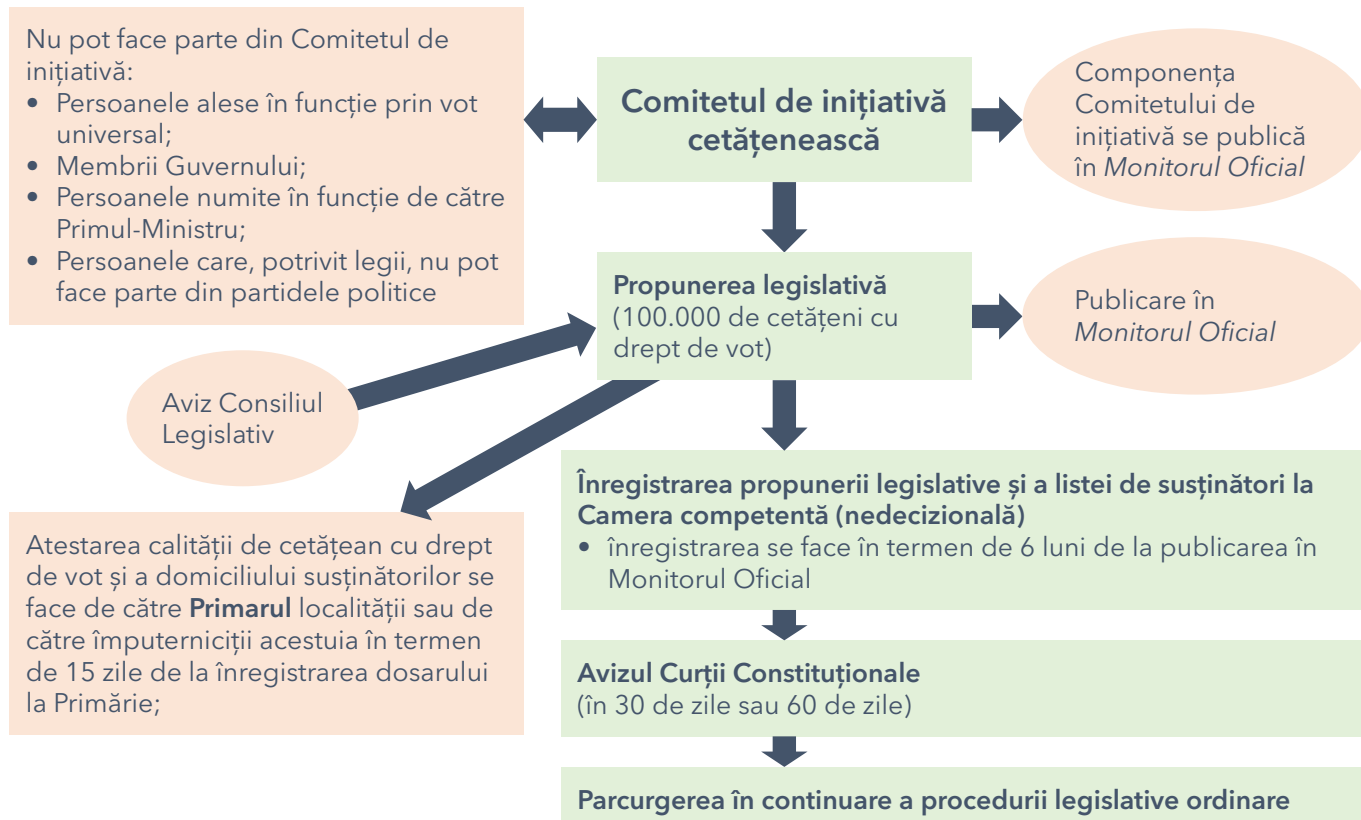 Nu pot face parte din Comitetul de
inițiativă:
• Persoanele alese în funcție prin vot
universal;
• Membrii Guvernului;
• Persoanele numite în funcție de către
Primul-Ministru;
• Persoanele care, potrivit legii, nu pot
face parte din partidele politice
Comitetul de inițiativă
cetățenească
Componența
Comitetului de
inițiativă se publică
în Monitorul Oficial
Propunerea legislativă
(100.000 de cetățeni cu
drept de vot)
Publicare în
Monitorul Oficial
Aviz Consiliul
Legislativ
Atestarea calității de cetățean cu drept
de vot și a domiciliului susținătorilor se
face de către Primarul localității sau de
către împuterniciții acestuia în termen
de 15 zile de la înregistrarea dosarului
la Primărie;
Înregistrarea propunerii legislative și a listei de susținători la
Camera competentă (nedecizională)
• înregistrarea se face în termen de 6 luni de la publicarea în
Monitorul Oficial
Avizul Curții Constituționale
(în 30 de zile sau 60 de zile)
Parcurgerea în continuare a procedurii legislative ordinare